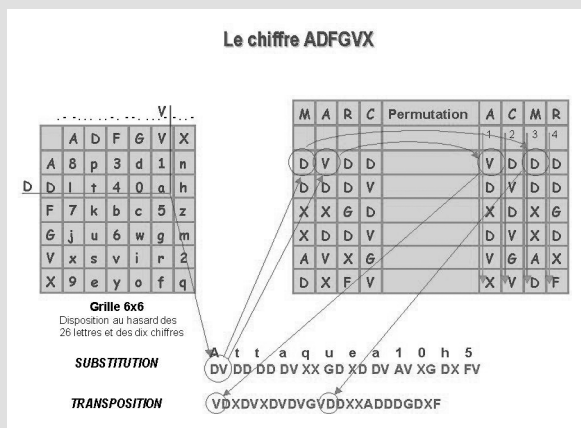 Le chiffre ADFGVX
V
A D F G V X
A 8 p 3 d 1 n
D l t 4 0 a h
F 7 k b c 5 z
G j u 6 w g m
V x s v i r 2
X 9 e y o f q
D
Grille 6x6
Disposition au hasard des
26 lettres et des dix chiffres
M A R C Permutation A C M R
1 2 3 4
D V D D V D D D
D D D V D V D D
X X G D X D X G
X D D V D V X D
A V X G V G A X
D X F V X V D F
A t t a q u e a 1 0 h 5
SUBSTITUTION
DV DD DD DV XX GD XD DV AV XG DX FV
TRANSPOSITION
VDXDVXDVDVGVDDXXADDDGDXF